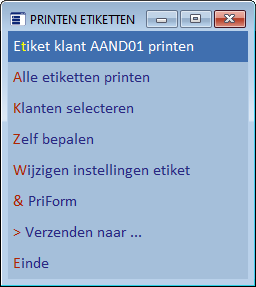 PRINTEN ETIKETTEN
Etiket klant AAND01 printen
Alle etiketten printen
Klanten selecteren
Zelf bepalen
Wijzigen instellingen etiket
& PriForm
> Verzenden naar ...
Einde